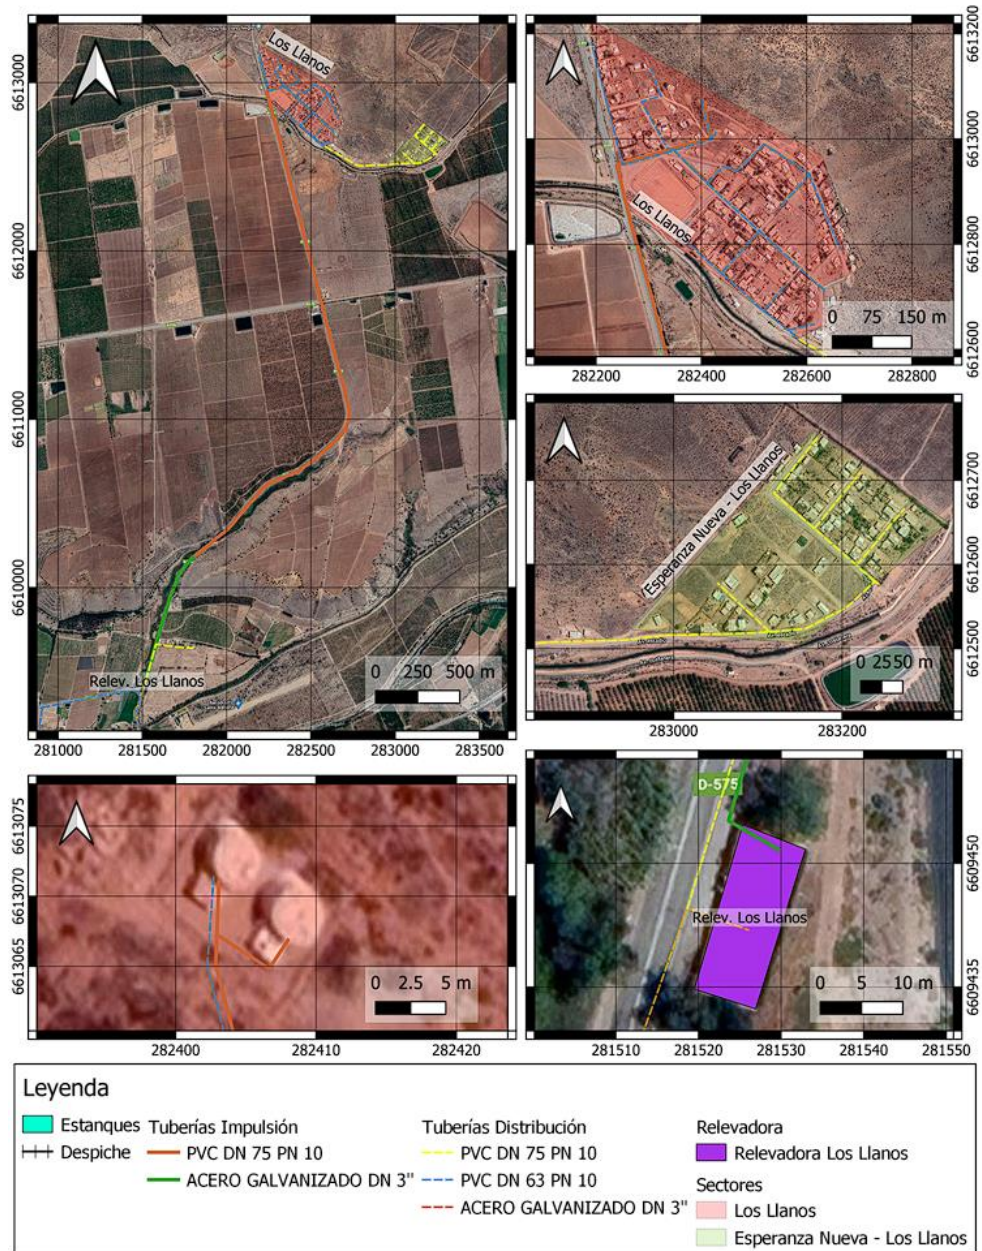 Los Llanos
6613000
6612000
6611000
6610000
Relev. Los Llanos
0 250 500 m
281000 281500 282000 282500 283000 283500
Los Llanos
6613200
6613000
6612800
6612600
0 75 150 m
282200 282400 282600 282800
Esperanza Nueva - Los Llanos
6612700
6612600
6612500
0 25 50 m
283000 283200
6613075
6613070
6613065
0 2.5 5 m
282400 282410 282420
D-575
Relev. Los Llanos
6609450
6609435
0 5 10 m
281510 281520 281530 281540 281550
Leyenda
Estanques
Despiche
Tuberías Impulsión
PVC DN 75 PN 10
ACERO GALVANIZADO DN 3"
Tuberías Distribución
PVC DN 75 PN 10
PVC DN 63 PN 10
ACERO GALVANIZADO DN 3"
Relevadora
Relevadora Los Llanos
Sectores
Los Llanos
Esperanza Nueva - Los Llanos